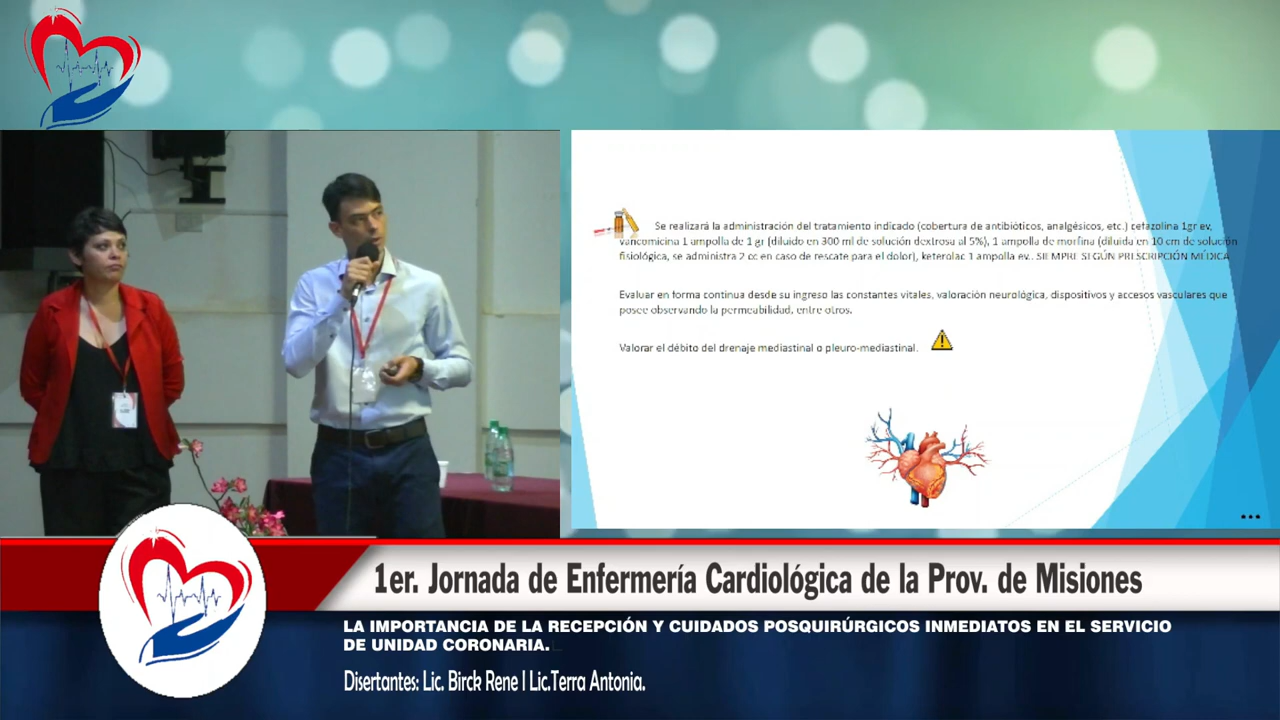 Se realizará la administración del tratamiento indicado (cobertura de antibióticos, analgésicos, etc.) cefazolina 1gr ev,
vancomicina 1 ampolla de 1 gr (diluido en 300 ml de solución dextrosa al 5%), 1 ampolla de morfina (diluida en 10 cm de solución
fisiológica, se administra 2 cc en caso de rescate para el dolor), keterolac 1 ampolla ev.. SIEMPRE SEGÚN PRESCRIPCIÓN MÉDICA
Evaluar en forma continua desde su ingreso las constantes vitales, valoración neurológica, dispositivos y accesos vasculares que
posee observando la permeabilidad, entre otros.
Valorar el débito del drenaje mediastinal o pleuro-mediastinal.
1er. Jornada de Enfermería Cardiológica de la Prov. de Misiones
LA IMPORTANCIA DE LA RECEPCIÓN Y CUIDADOS POSQUIRÚRGICOS INMEDIATOS EN EL SERVICIO
DE UNIDAD CORONARIA.
Disertantes: Lic. Birck Rene I Lic.Terra Antonia.